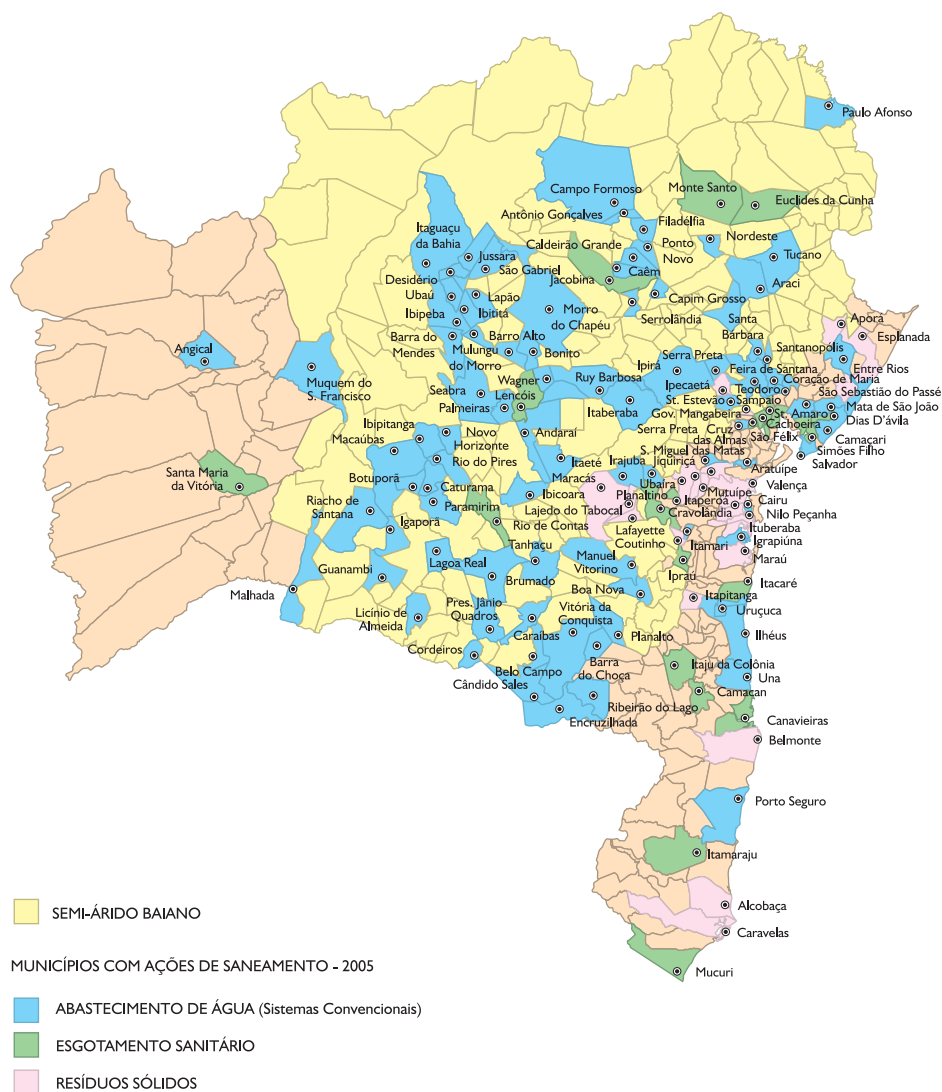 Paulo Afonso
Campo Formoso
Monte Santo
Euclides da Cunha
Antônio Gonçalves
Filadélfia
Itaguaçu
da Bahia
Caldeirão Grande
Ponto
Novo
Nordeste
Jussara
Tucano
Desidério
São Gabriel
Jacobina
Caêm
Ubaú
Lapão
Araci
Capim Grosso
Ibipeba
Ibititá
Morro
do Chapéu
Serrolândia
Santa
Bárbara
Aporá
Esplanada
Barra do
Mendes
Barro Alto
Angical
Mulungu
do Morro
Bonito
Ipirá
Serra Preta
Santanópolis
Entre Rios
Muquem do
S. Francisco
Seabra
Wagner
Ruy Barbosa
Ipecaetá
Feira de Santana
Teodoro
Sampaio
Coração de Maria
São Sebastião do Passé
Palmeiras
Lencóis
Itaberaba
St. Estevão
St. Amaro
Mata de São João
Gov. Mangabeira
Cachoeira
Dias D'ávila
Ibipitanga
Novo
Horizonte
Andaraí
Serra Preta
Cruz
das Almas
São Félix
Camaçari
Simões Filho
Salvador
Macaúbas
Rio do Pires
Itaeté
S. Miguel das Matas
Irajuba
Jiquiriçá
Aratuípe
Santa Maria
da Vitória
Botuporã
Caturama
Maracás
Ubaira
Valença
Riacho de
Santana
Paramirim
Ibicoara
Planaltino
Itaperoá
Mutuípe
Cairu
Igaporã
Rio de Contas
Lajedo do Tabocal
Cravolândia
Nilo Peçanha
Lafayette
Coutinho
Ituberaba
Igrapiúna
Tanhaçu
Itamari
Maraú
Guanambi
Lagoa Real
Manuel
Vitorino
Ipraú
Malhada
Brumado
Boa Nova
Itacaré
Itapitanga
Licínio de
Almeida
Pres. Jânio
Quadros
Vitória da
Conquista
Uruçuca
Cordeiros
Caraíbas
Planalto
Ilhéus
Belo Campo
Barra
do Choça
Itaju da Colônia
Una
Cândido Sales
Camacan
Ribeirão do Lago
Encruzilhada
Canavieiras
Belmonte
Porto Seguro
Itamaraju
Alcobaça
Caravelas
Mucuri
SEMI-ÁRIDO BAIANO
MUNICÍPIOS COM AÇÕES DE SANEAMENTO - 2005
ABASTECIMENTO DE ÁGUA (Sistemas Convencionais)
ESGOTAMENTO SANITÁRIO
RESÍDUOS SÓLIDOS